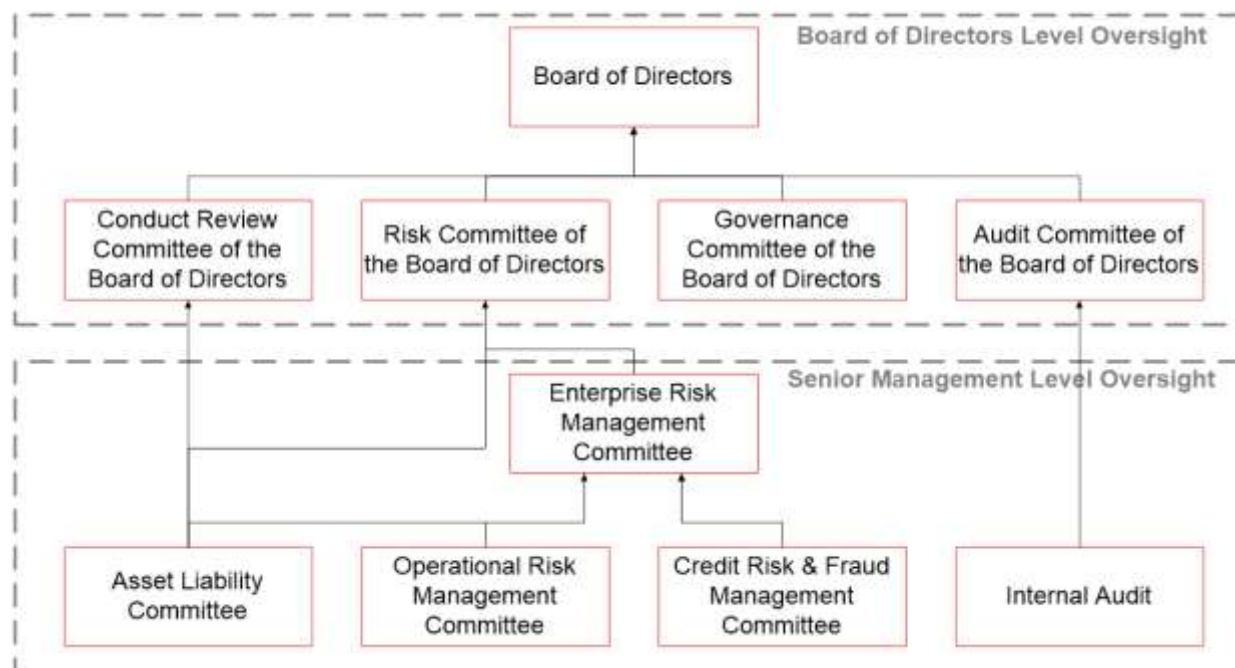 Board of Directors Level Oversight
Board of Directors
Conduct Review
Committee of the
Board of Directors
Risk Committee of
the Board of Directors
Governance
Committee of the
Board of Directors
Audit Committee of
the Board of Directors
Senior Management Level Oversight
Enterprise Risk
Management
Committee
Asset Liability
Committee
Operational Risk
Management
Committee
Credit Risk & Fraud
Management
Committee
Internal Audit